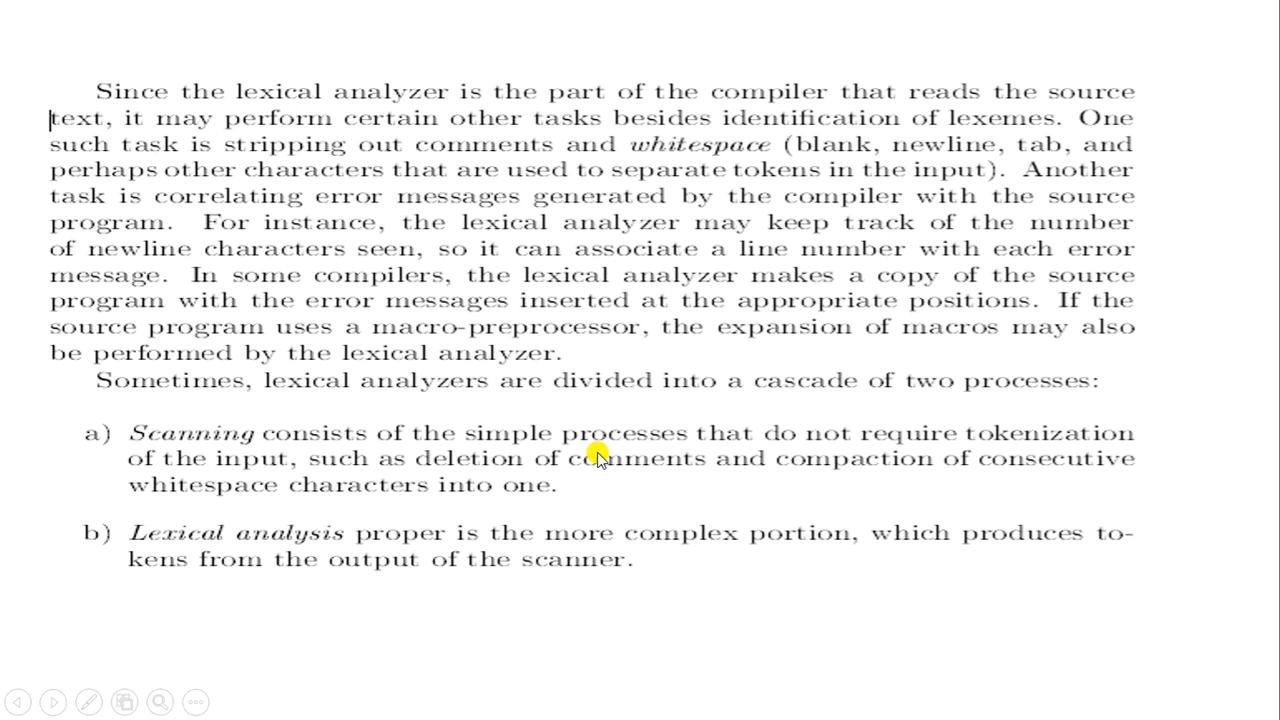 Since the lexical analyzer is the part of the compiler that reads the source
text, it may perform certain other tasks besides identification of lexemes. One
such task is stripping out comments and whitespace (blank, newline, tab, and
perhaps other characters that are used to separate tokens in the input). Another
task is correlating error messages generated by the compiler with the source
program. For instance, the lexical analyzer may keep track of the number
of newline characters seen, so it can associate a line number with each error
message. In some compilers, the lexical analyzer makes a copy of the source
program with the error messages inserted at the appropriate positions. If the
source program uses a macro-preprocessor, the expansion of macros may also
be performed by the lexical analyzer.
Sometimes, lexical analyzers are divided into a cascade of two processes:
a) Scanning consists of the simple processes that do not require tokenization
of the input, such as deletion of comments and compaction of consecutive
whitespace characters into one.
b) Lexical analysis proper is the more complex portion, which produces to-
kens from the output of the scanner.